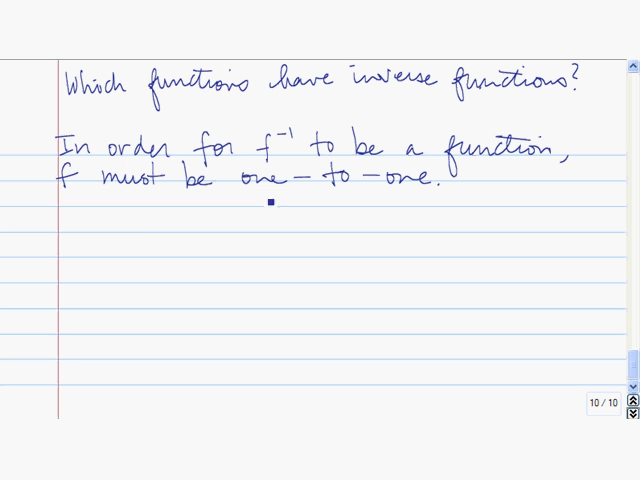 Which functions have inverse functions?
In order for f⁻¹ to be a function,
f must be one-to-one.
10 / 10